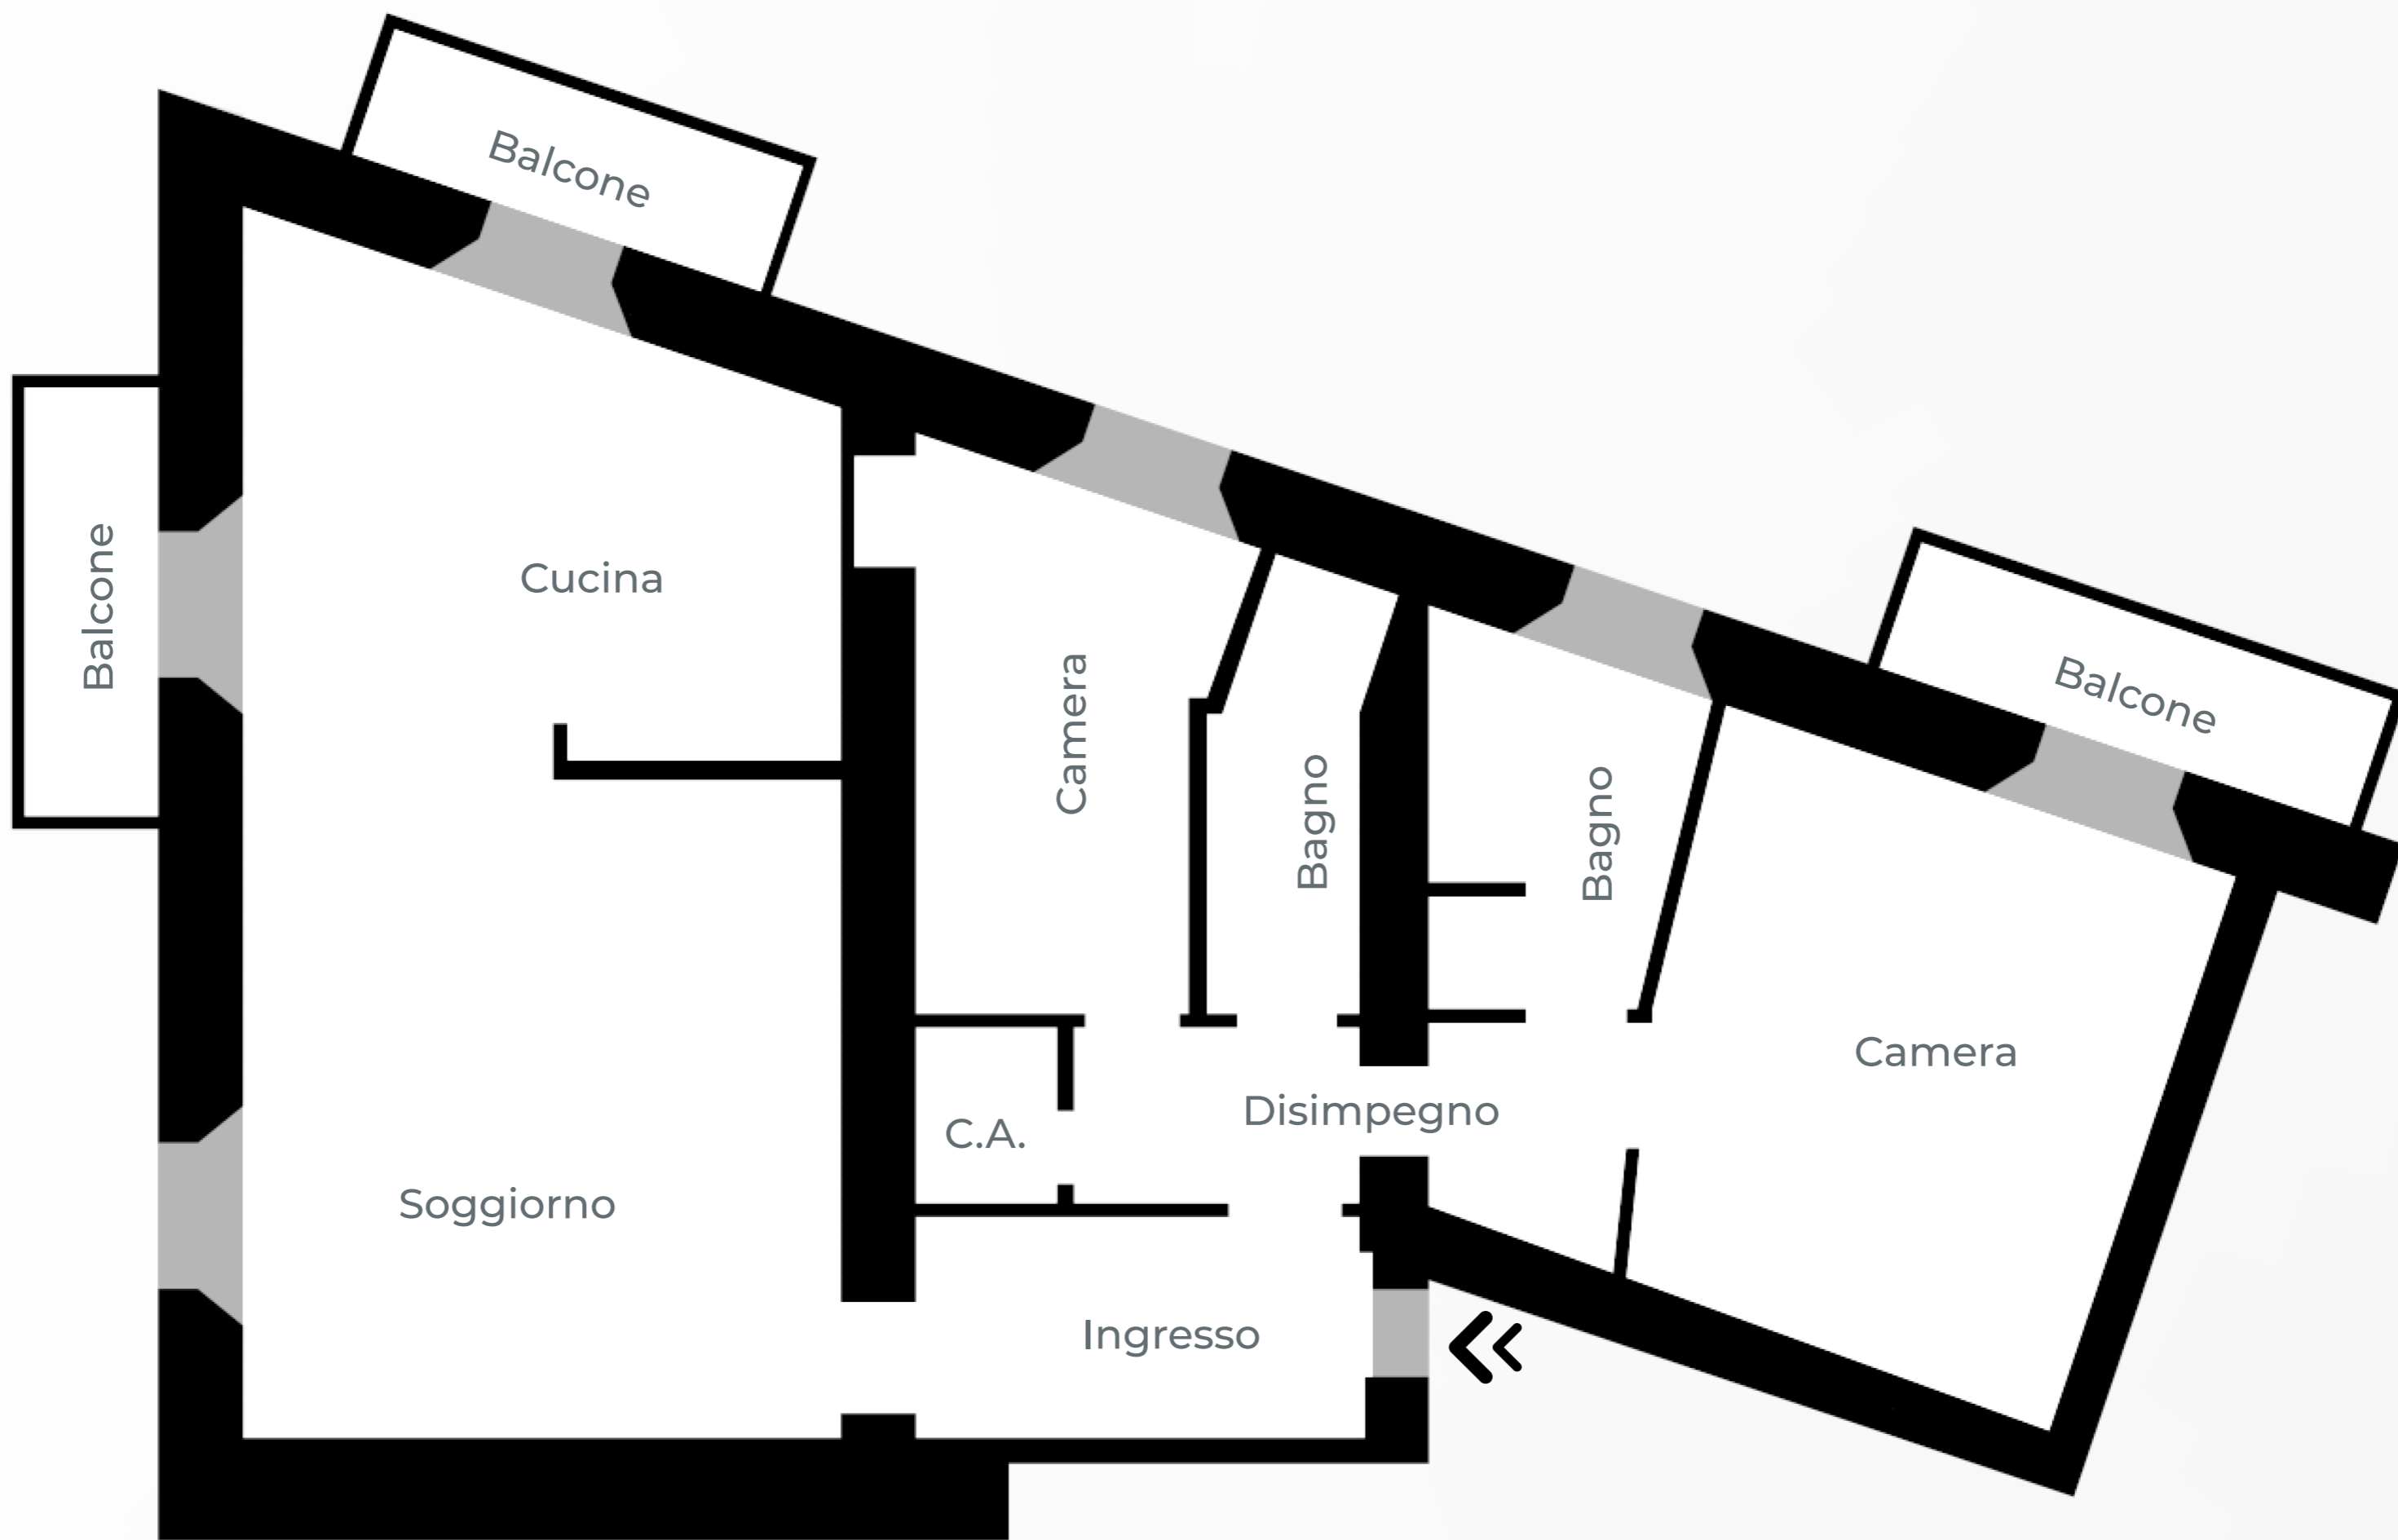 Balcone
Balcone
Cucina
Camera
Bagno
Bagno
Balcone
Camera
Disimpegno
C.A.
Soggiorno
Ingresso